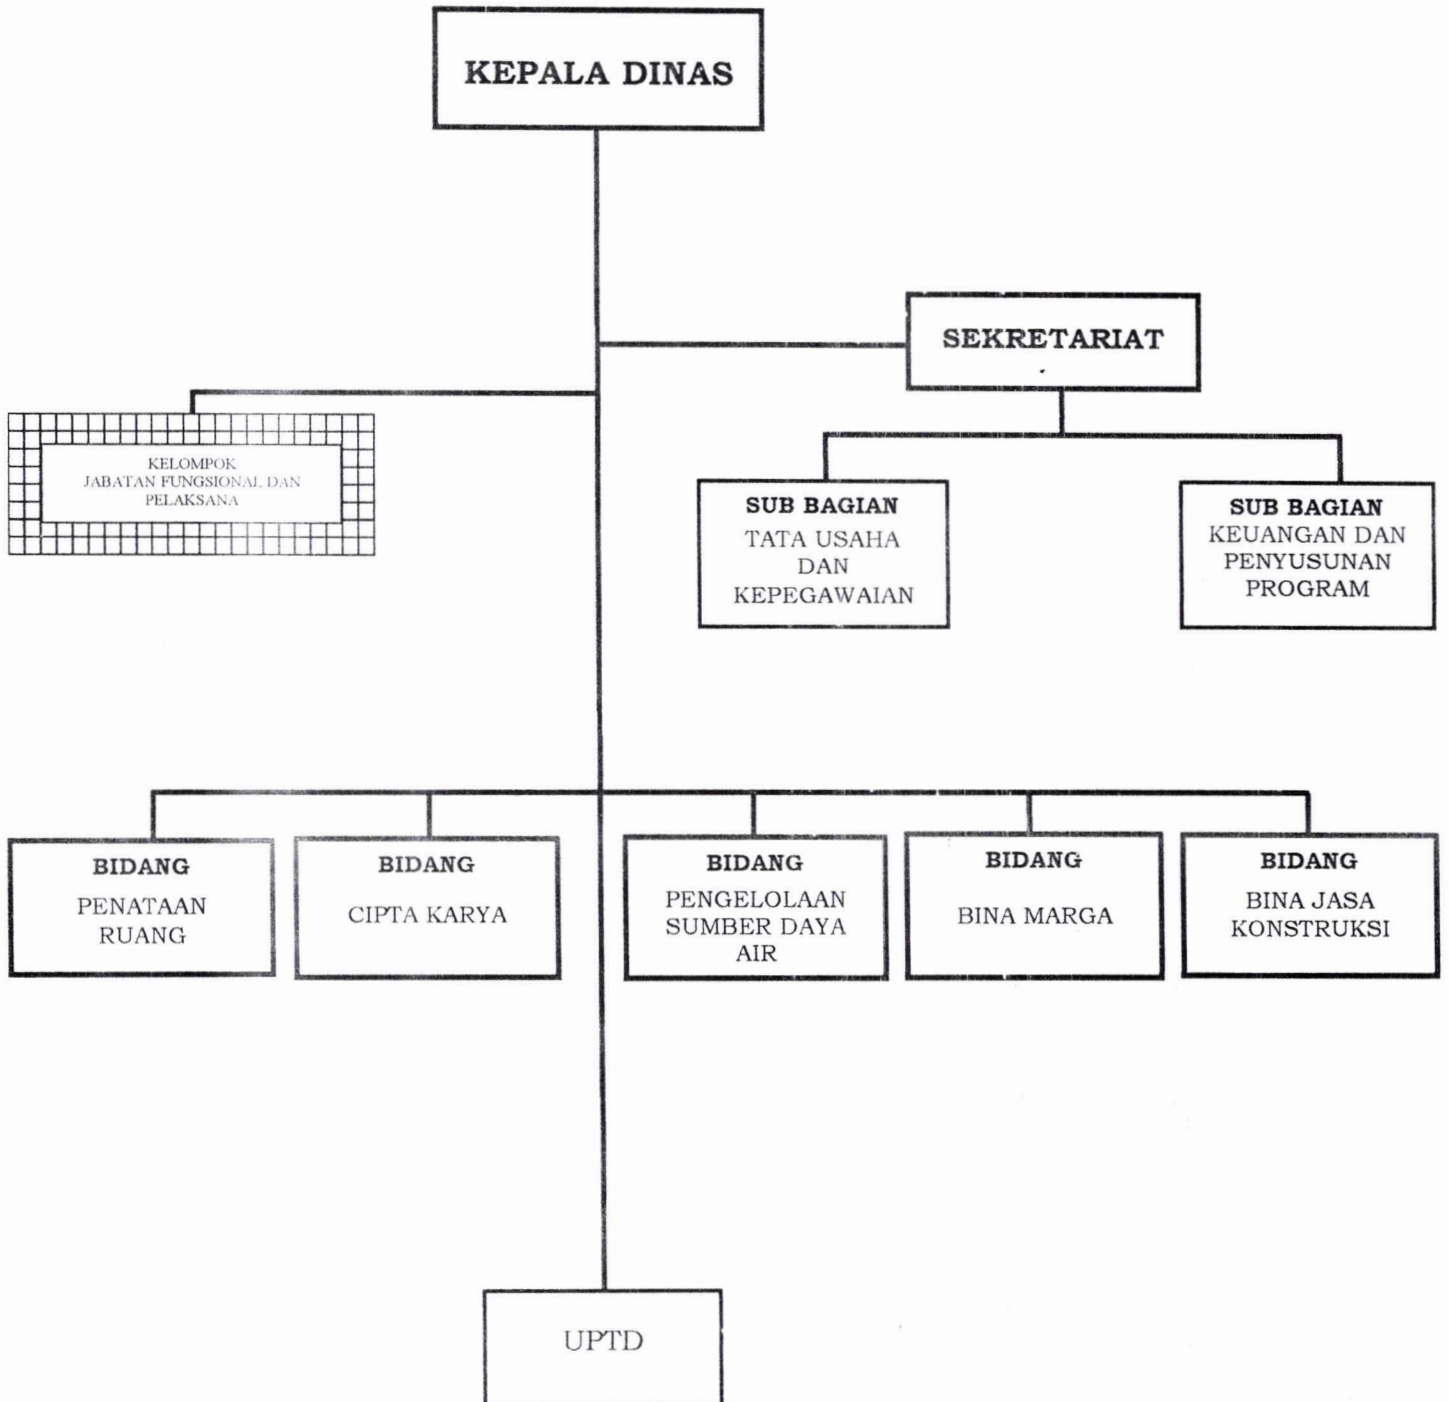 KEPALA DINAS
SEKRETARIAT
KELOMPOK
JABATAN FUNGSIONAL DAN
PELAKSANA
SUB BAGIAN
TATA USAHA
DAN
KEPEGAWAIAN
SUB BAGIAN
KEUANGAN DAN
PENYUSUNAN
PROGRAM
BIDANG
PENATAAN
RUANG
BIDANG
CIPTA KARYA
BIDANG
PENGELOLAAN
SUMBER DAYA
AIR
BIDANG
BINA MARGA
BIDANG
BINA JASA
KONSTRUKSI
UPTD